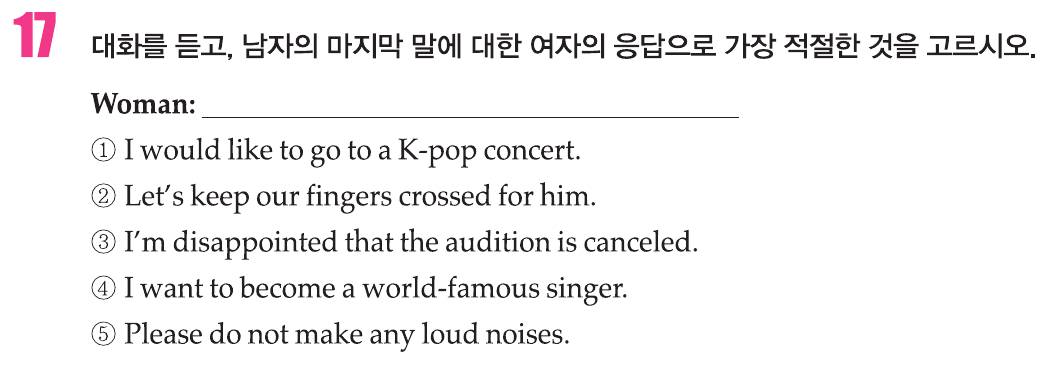 17 대화를 듣고, 남자의 마지막 말에 대한 여자의 응답으로 가장 적절한 것을 고르시오.
Woman:
① I would like to go to a K-pop concert.
② Let's keep our fingers crossed for him.
③ I'm disappointed that the audition is canceled.
④ I want to become a world-famous singer.
⑤ Please do not make any loud noises.